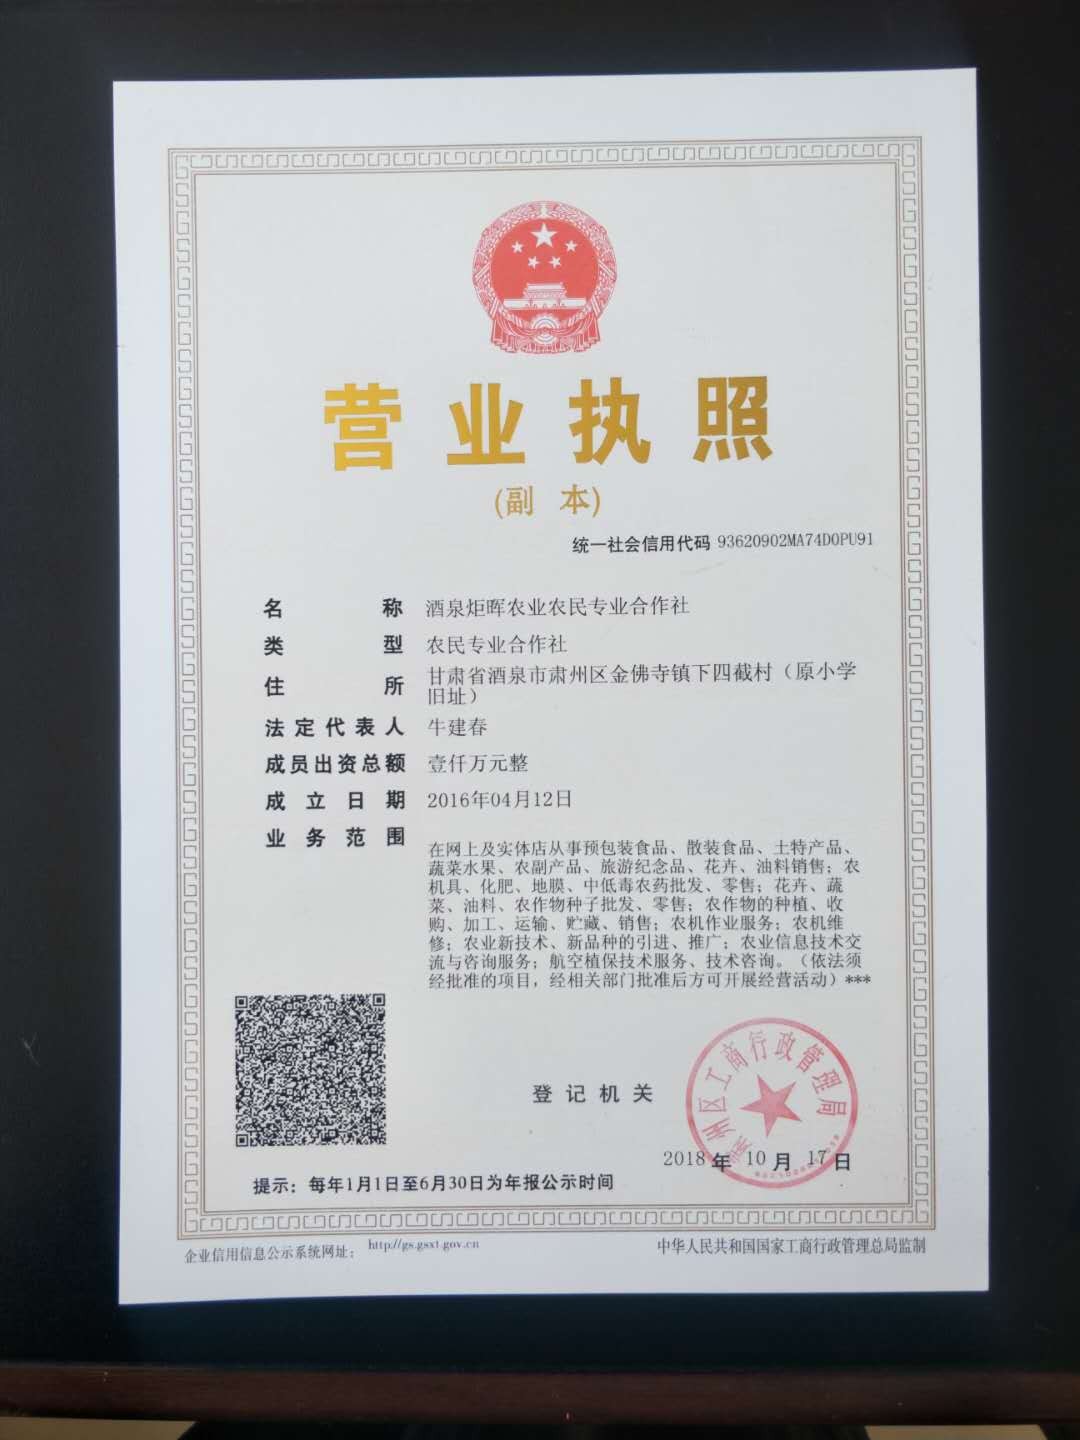 营业执照
(副 本)
统一社会信用代码 93620902MA74D0PU91
名称 酒泉炬晖农业农民专业合作社
类型 农民专业合作社
住所 甘肃省酒泉市肃州区金佛寺镇下四截村（原小学
旧址）
法定代表人 牛建春
成员出资总额 壹仟万元整
成立日期 2016年04月12日
业务范围
在网上及实体店从事预包装食品、散装食品、土特产品、
蔬菜水果、农副产品、旅游纪念品、花卉、油料销售；农
机具、化肥、地膜、中低毒农药批发、零售；花卉、蔬
菜、油料、农作物种子批发、零售；农作物的种植、收
购、加工、运输、贮藏、销售；农机作业服务；农机维
修；农业新技术、新品种的引进、推广；农业信息技术交
流与咨询服务；航空植保技术服务、技术咨询。（依法须
经批准的项目，经相关部门批准后方可开展经营活动）***
肃州区工商行政管理局
登记机关
2018 年 10 月 17 日
提示：每年1月1日至6月30日为年报公示时间
企业信用信息公示系统网址： http://gs.gsxt.gov.cn
中华人民共和国国家工商行政管理总局监制